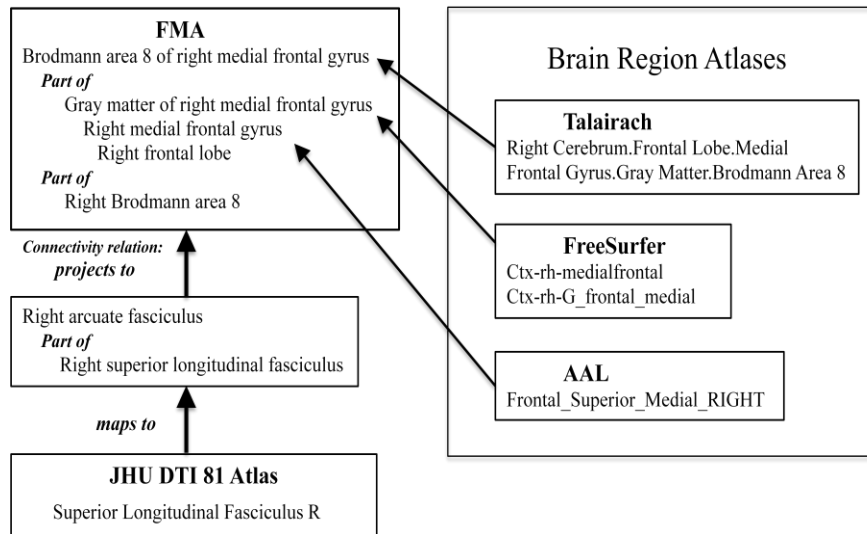 FMA
Brodmann area 8 of right medial frontal gyrus
Part of
Gray matter of right medial frontal gyrus
Right medial frontal gyrus
Right frontal lobe
Part of
Right Brodmann area 8
Connectivity relation:
projects to
Right arcuate fasciculus
Part of
Right superior longitudinal fasciculus
maps to
JHU DTI 81 Atlas
Superior Longitudinal Fasciculus R
Brain Region Atlases
Talairach
Right Cerebrum.Frontal Lobe.Medial
Frontal Gyrus.Gray Matter.Brodmann Area 8
FreeSurfer
Ctx-rh-medialfrontal
Ctx-rh-G_frontal_medial
AAL
Frontal_Superior_Medial_RIGHT